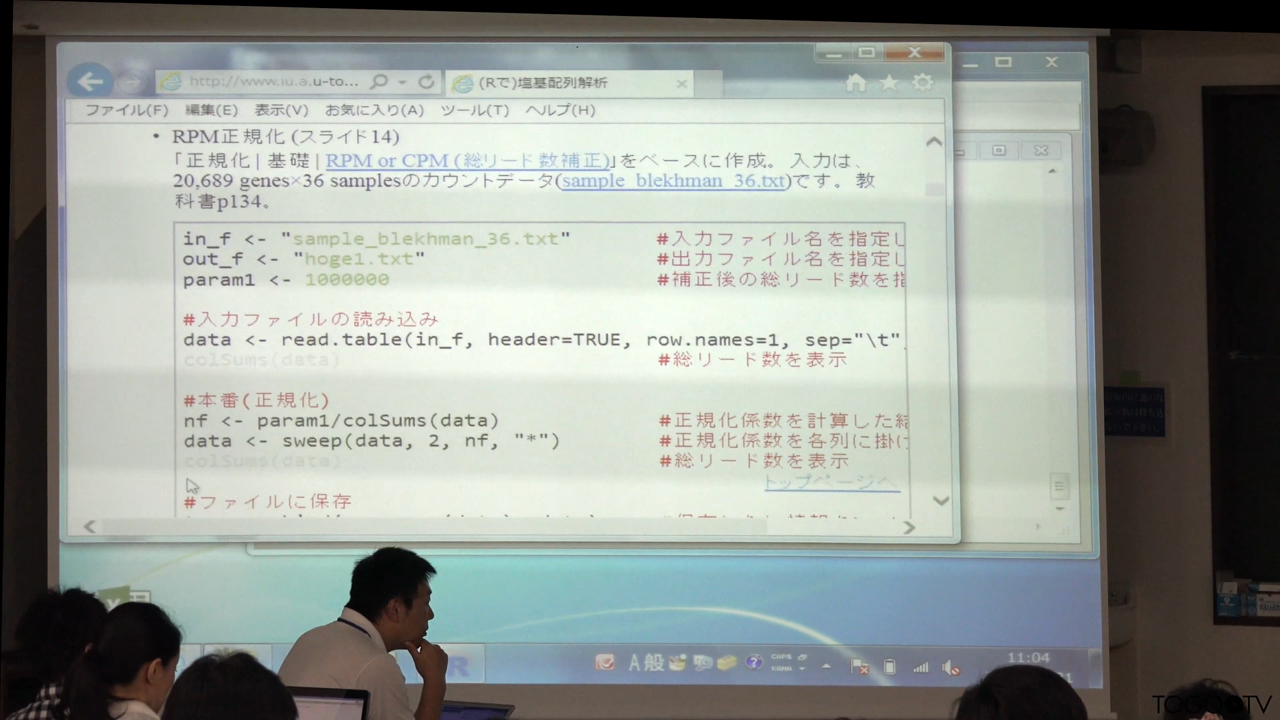 http://www.iu.a.u-to...
(Rで)塩基配列解析
ファイル(F) 編集(E) 表示(V) お気に入り(A) ツール(T) ヘルプ(H)
• RPM正規化 (スライド14)
「正規化 | 基礎 | RPM or CPM (総リード数補正)」をベースに作成。入力は、
20,689 genes×36 samplesのカウントデータ(sample_blekhman_36.txt)です。教
科書p134。
in_f <- "sample_blekhman_36.txt" #入力ファイル名を指定し
out_f <- "hoge1.txt" #出力ファイル名を指定し
param1 <- 1000000 #補正後の総リード数を指
#入力ファイルの読み込み
data <- read.table(in_f, header=TRUE, row.names=1, sep="\t"
colSums(data) #総リード数を表示
#本番(正規化)
nf <- param1/colSums(data) #正規化係数を計算した結
data <- sweep(data, 2, nf, "*") #正規化係数を各列に掛け
colSums(data) #総リード数を表示
トップページへ
#ファイルに保存
A 般
CAPS
KANA
11:04